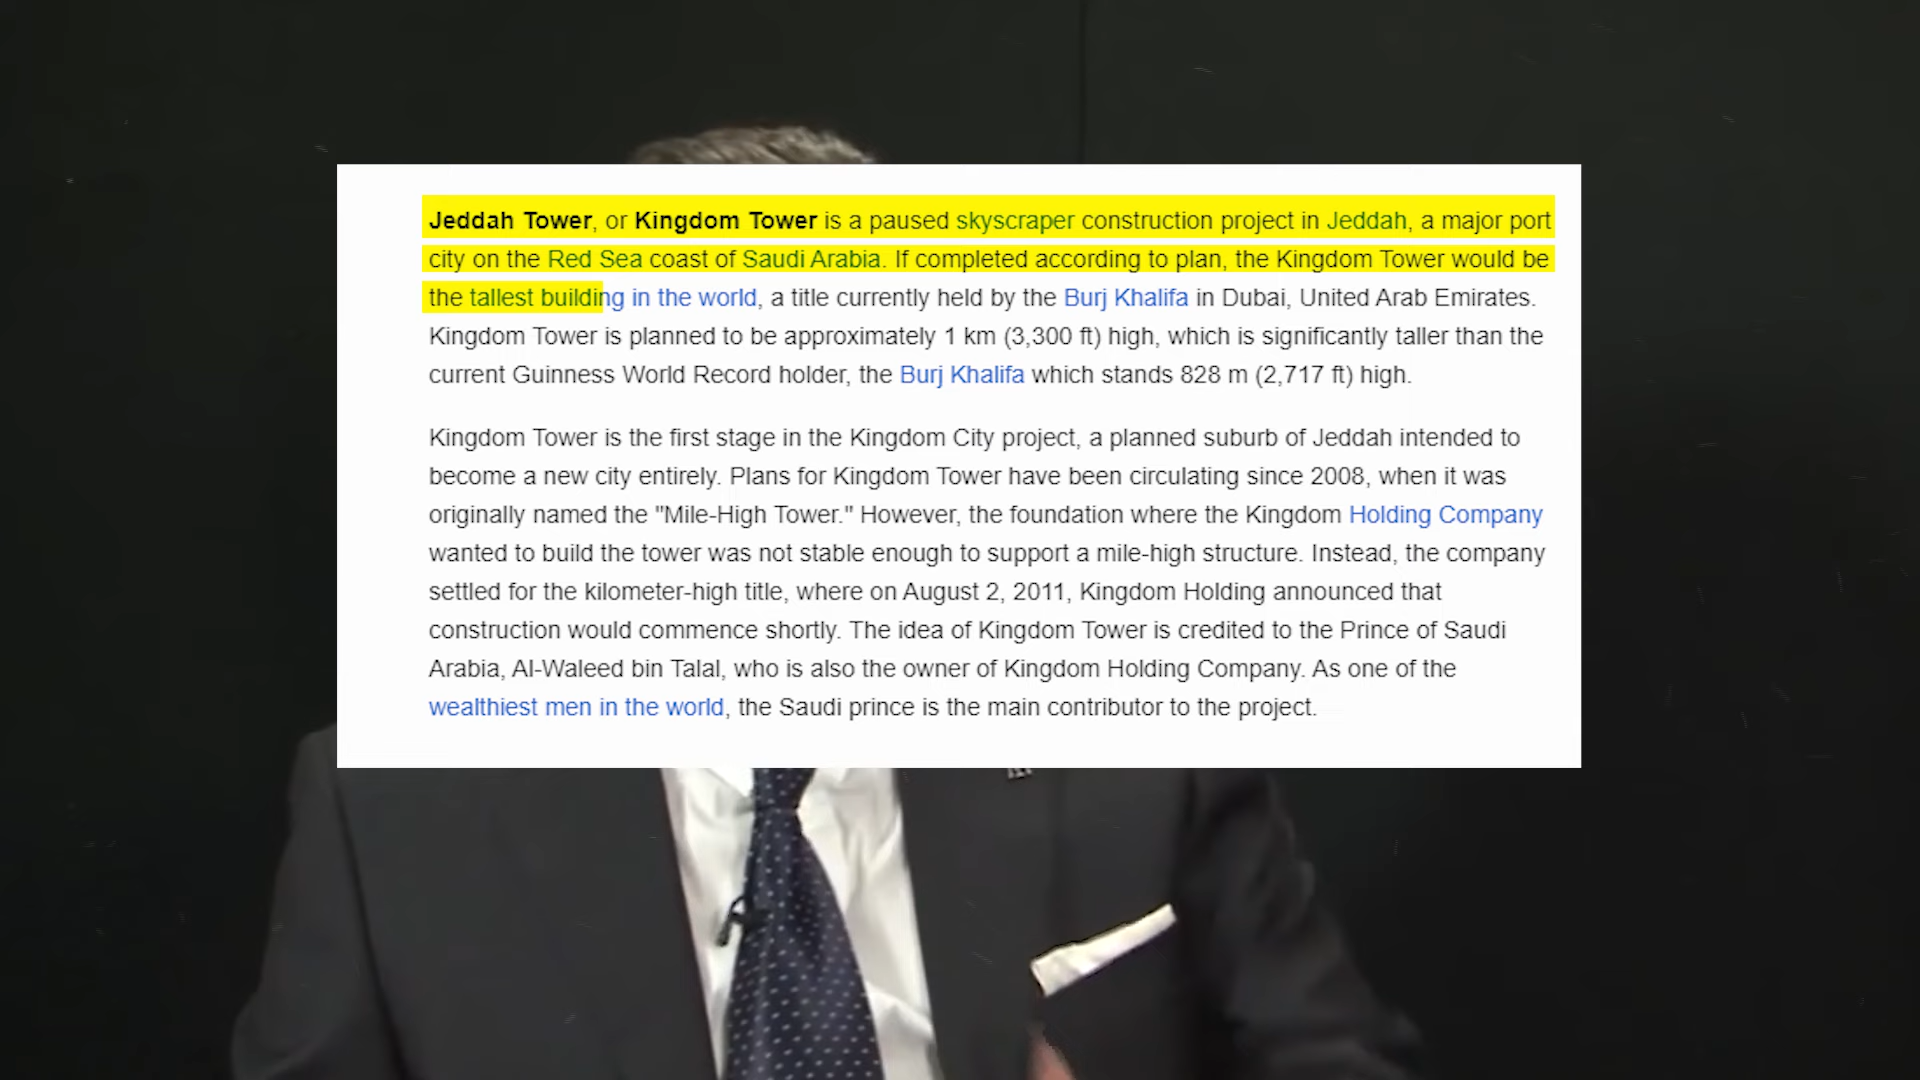 Jeddah Tower, or Kingdom Tower is a paused skyscraper construction project in Jeddah, a major port
city on the Red Sea coast of Saudi Arabia. If completed according to plan, the Kingdom Tower would be
the tallest building in the world, a title currently held by the Burj Khalifa in Dubai, United Arab Emirates.
Kingdom Tower is planned to be approximately 1 km (3,300 ft) high, which is significantly taller than the
current Guinness World Record holder, the Burj Khalifa which stands 828 m (2,717 ft) high.
Kingdom Tower is the first stage in the Kingdom City project, a planned suburb of Jeddah intended to
become a new city entirely. Plans for Kingdom Tower have been circulating since 2008, when it was
originally named the "Mile-High Tower." However, the foundation where the Kingdom Holding Company
wanted to build the tower was not stable enough to support a mile-high structure. Instead, the company
settled for the kilometer-high title, where on August 2, 2011, Kingdom Holding announced that
construction would commence shortly. The idea of Kingdom Tower is credited to the Prince of Saudi
Arabia, Al-Waleed bin Talal, who is also the owner of Kingdom Holding Company. As one of the
wealthiest men in the world, the Saudi prince is the main contributor to the project.